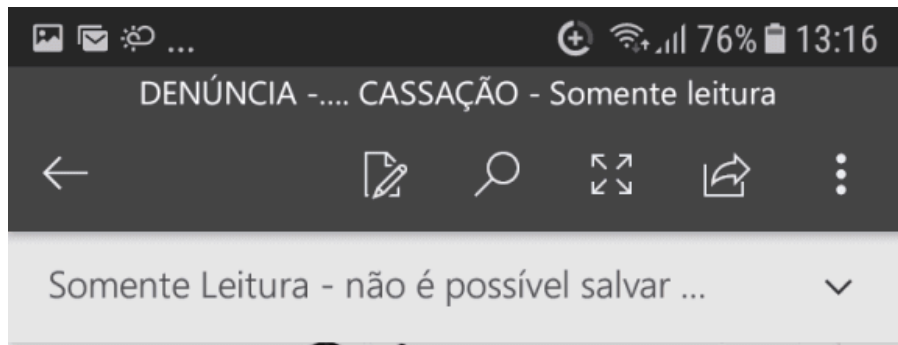 ... 76% 13:16
DENÚNCIA -.... CASSAÇÃO - Somente leitura
Somente Leitura - não é possível salvar ...